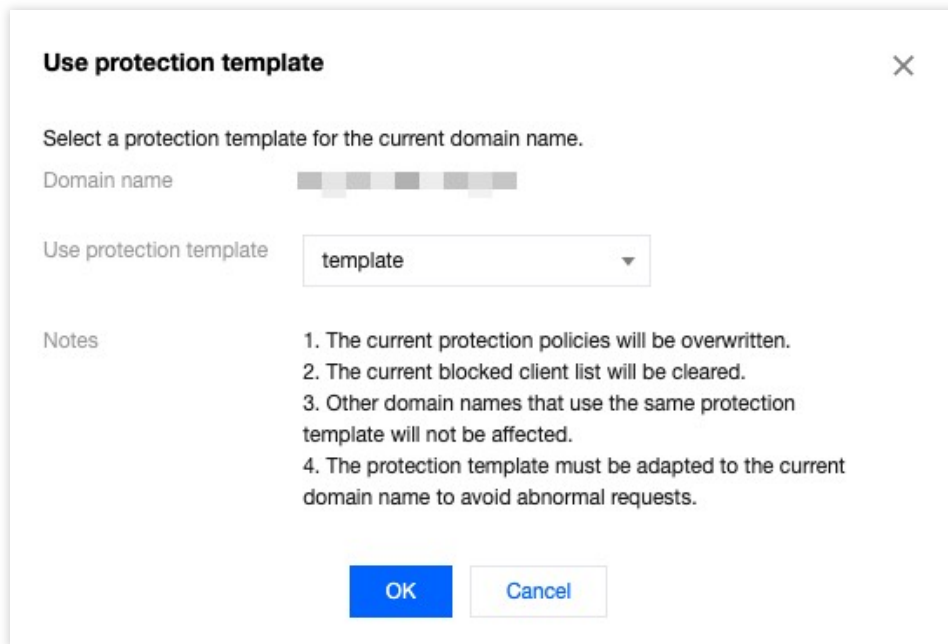 Use protection template
Select a protection template for the current domain name.
Domain name
Use protection template
template
Notes
1. The current protection policies will be overwritten.
2. The current blocked client list will be cleared.
3. Other domain names that use the same protection
template will not be affected.
4. The protection template must be adapted to the current
domain name to avoid abnormal requests.
OK
Cancel